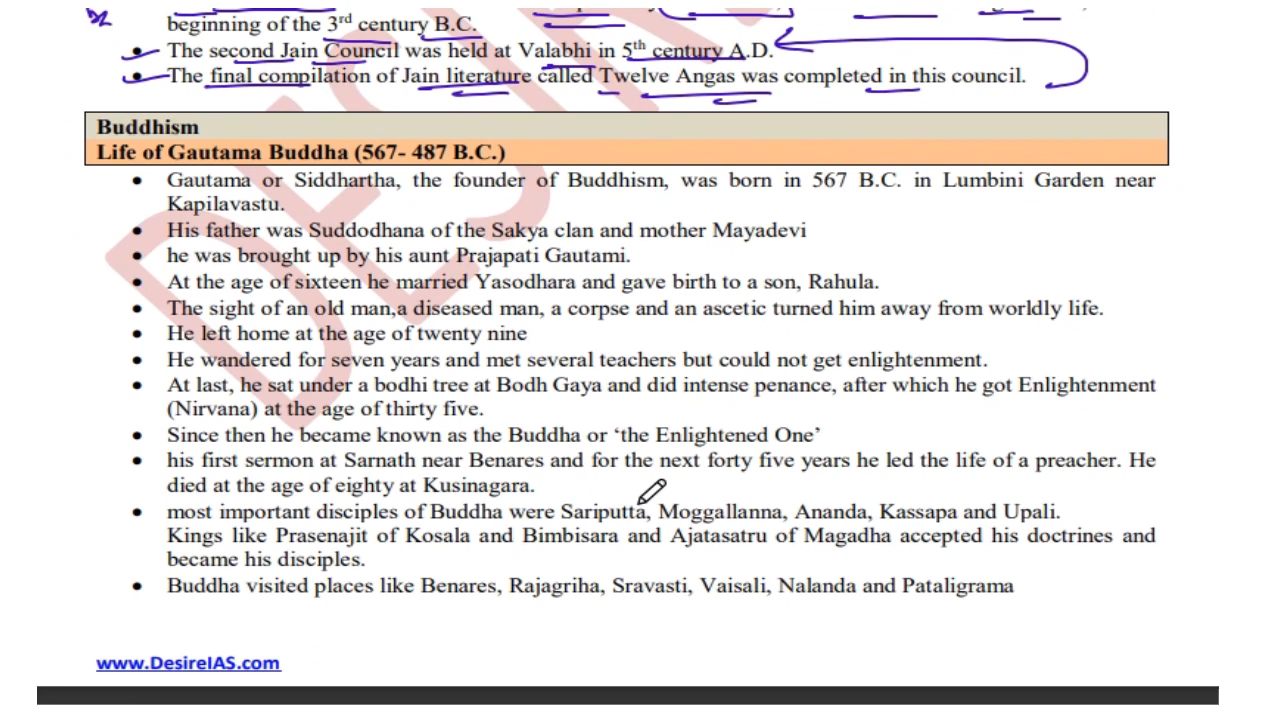 beginning of the 3rd century B.C.
• The second Jain Council was held at Valabhi in 5th century A.D.
• The final compilation of Jain literature called Twelve Angas was completed in this council.
Buddhism
Life of Gautama Buddha (567- 487 B.C.)
• Gautama or Siddhartha, the founder of Buddhism, was born in 567 B.C. in Lumbini Garden near
Kapilavastu.
• His father was Suddodhana of the Sakya clan and mother Mayadevi
• he was brought up by his aunt Prajapati Gautami.
• At the age of sixteen he married Yasodhara and gave birth to a son, Rahula.
• The sight of an old man,a diseased man, a corpse and an ascetic turned him away from worldly life.
• He left home at the age of twenty nine
• He wandered for seven years and met several teachers but could not get enlightenment.
• At last, he sat under a bodhi tree at Bodh Gaya and did intense penance, after which he got Enlightenment
(Nirvana) at the age of thirty five.
• Since then he became known as the Buddha or ‘the Enlightened One’
• his first sermon at Sarnath near Benares and for the next forty five years he led the life of a preacher. He
died at the age of eighty at Kusinagara.
• most important disciples of Buddha were Sariputta, Moggallanna, Ananda, Kassapa and Upali.
Kings like Prasenajit of Kosala and Bimbisara and Ajatasatru of Magadha accepted his doctrines and
became his disciples.
• Buddha visited places like Benares, Rajagriha, Sravasti, Vaisali, Nalanda and Pataligrama
www.DesireIAS.com